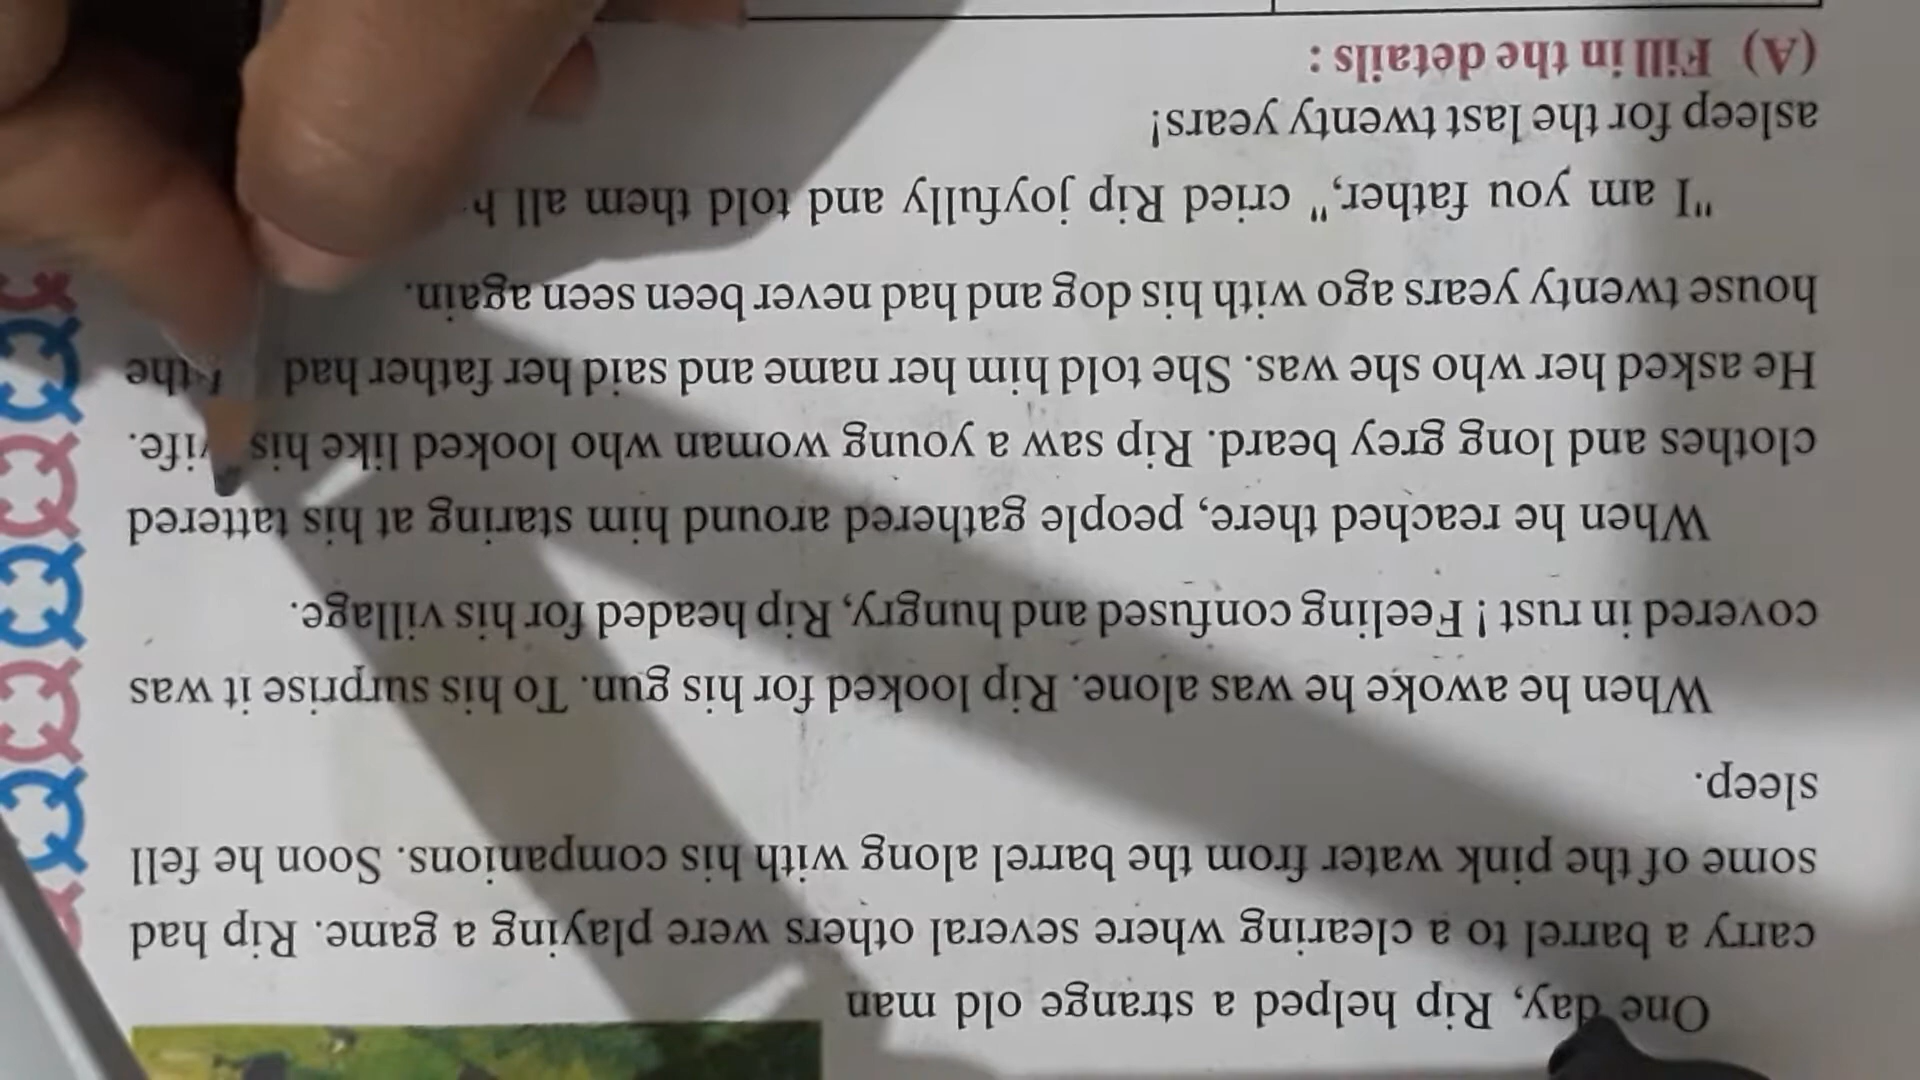 One day, Rip helped a strange old man
carry a barrel to a clearing where several others were playing a game. Rip had
some of the pink water from the barrel along with his companions. Soon he fell
sleep.
When he awoke he was alone. Rip looked for his gun. To his surprise it was
covered in rust! Feeling confused and hungry, Rip headed for his village.
When he reached there, people gathered around him staring at his tattered
clothes and long grey beard. Rip saw a young woman who looked like his
He asked her who she was. She told him her name and said her father had the
house twenty years ago with his dog and had never been seen again.
"I am you father," cried Rip joyfully and told them all
asleep for the last twenty years!
(A) Fill in the details :